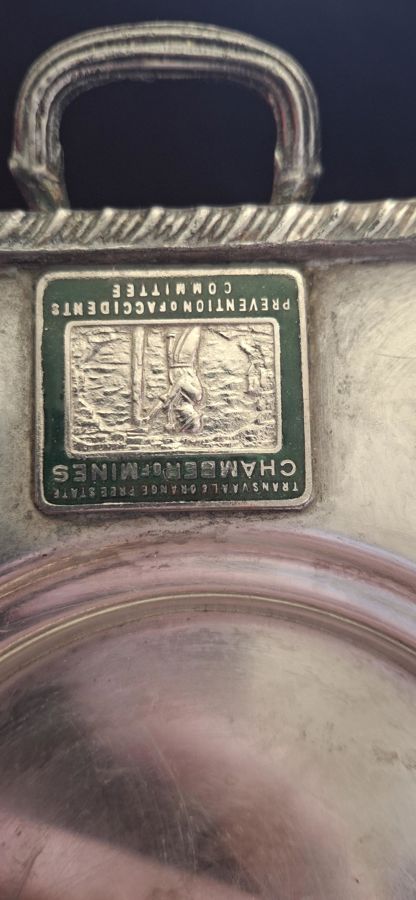 TRANSVAAL & ORANGE FREE STATE
CHAMBER OF MINES
PREVENTION OF ACCIDENTS
COMMITTEE